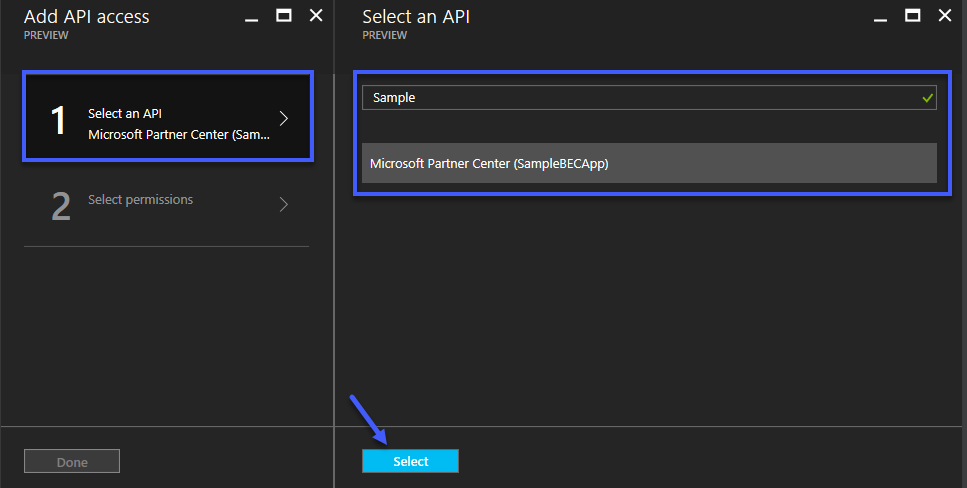 Add API access
PREVIEW
1
Select an API
Microsoft Partner Center (Sam...
2
Select permissions
Done
Select an API
PREVIEW
Sample
Microsoft Partner Center (SampleBECApp)
Select